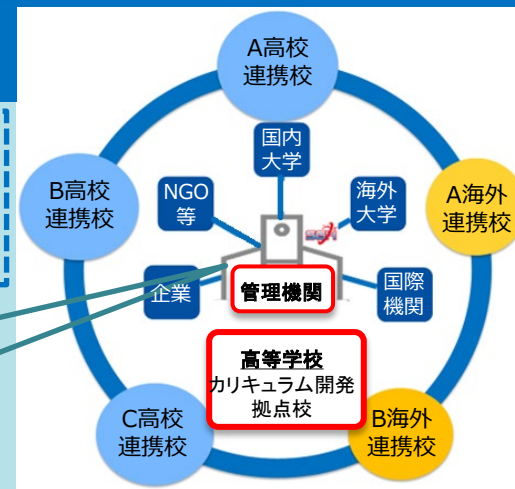 A高校
連携校
国内
大学
B高校
連携校
NGO
等
海外
大学
A海外
連携校
企業
管理機関
国際
機関
高等学校
カリキュラム開発
拠点校
C高校
連携校
B海外
連携校